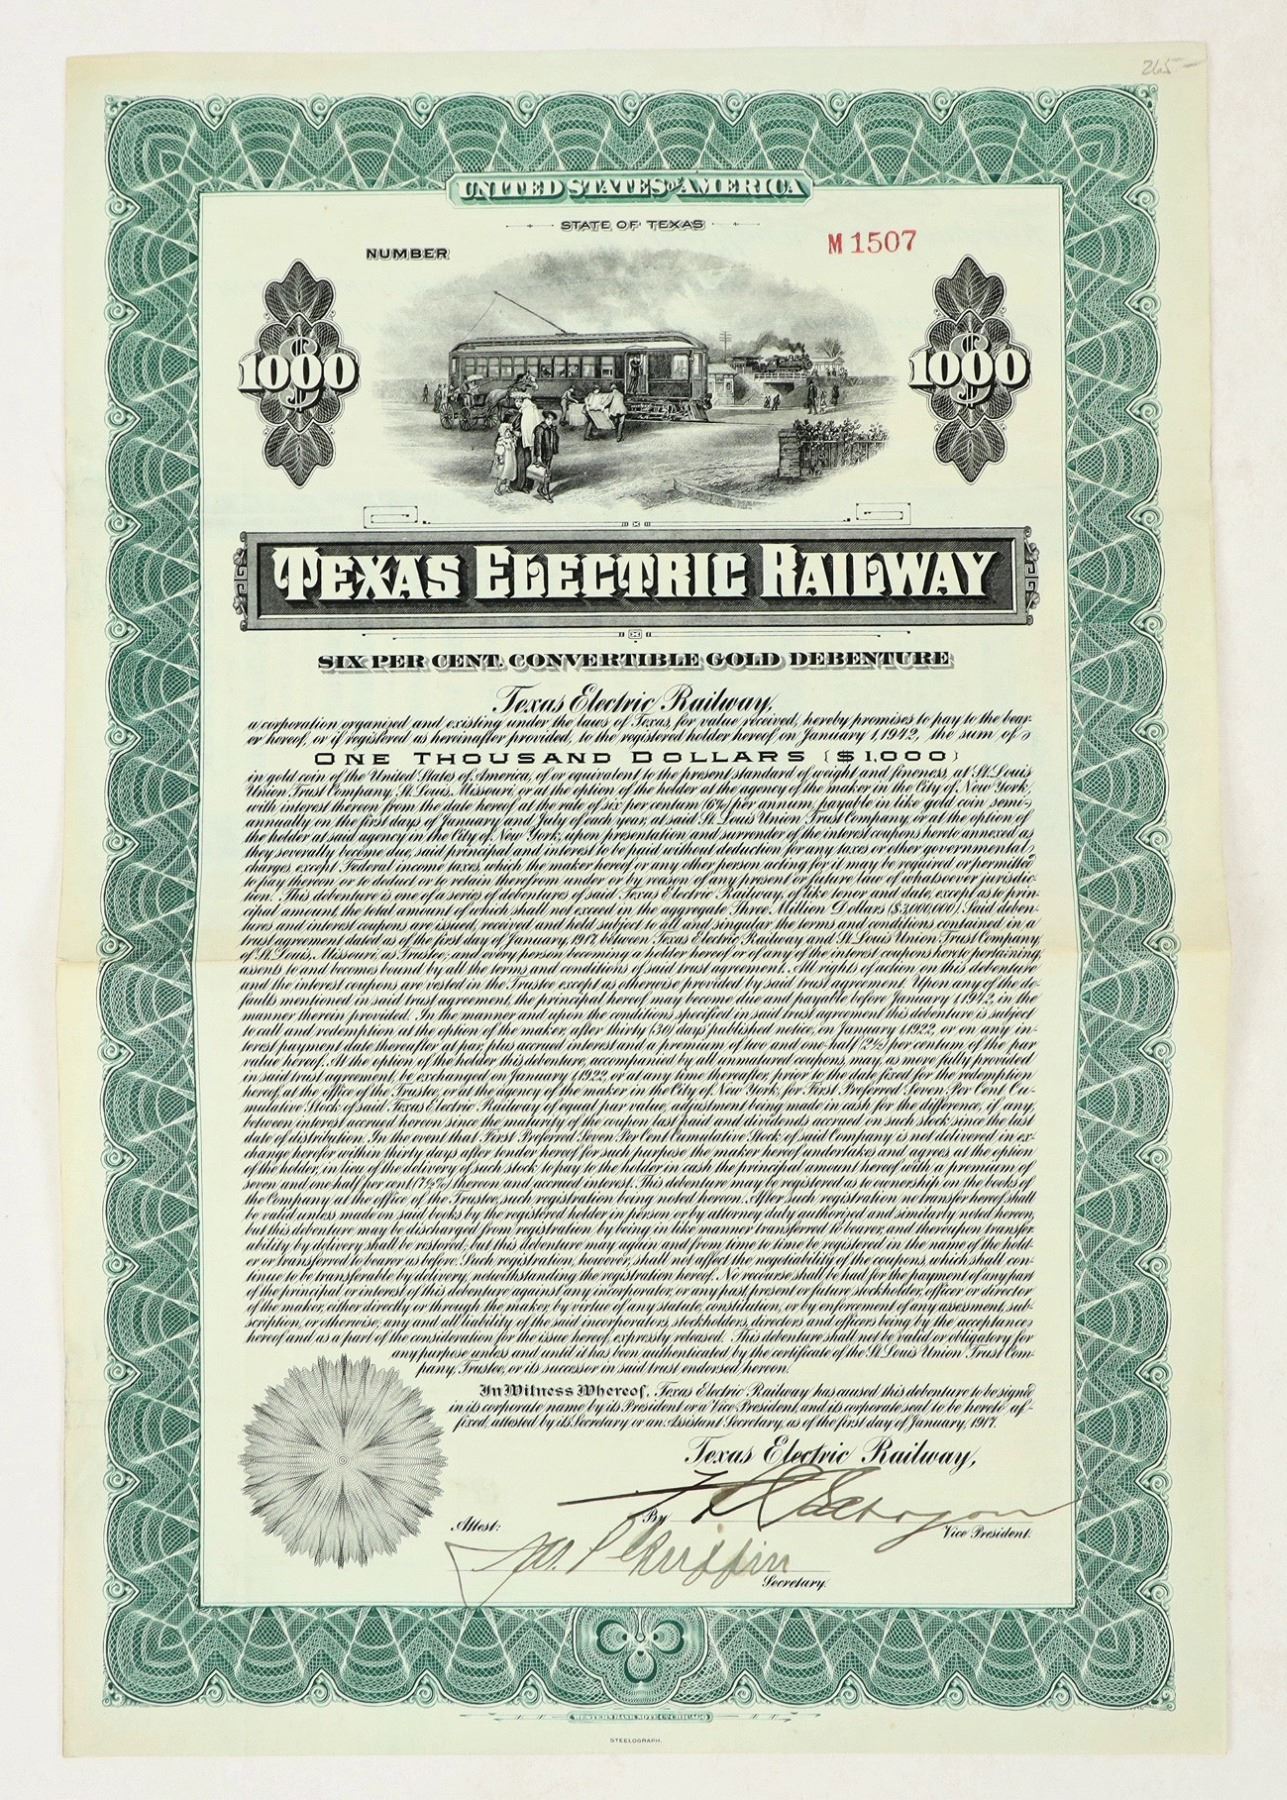 265—
UNITED STATES OF AMERICA
STATE OF TEXAS
NUMBER
M 1507
$1000
$1000
TEXAS ELECTRIC RAILWAY
SIX PER CENT. CONVERTIBLE GOLD DEBENTURE
Texas Electric Railway,
a corporation organized and existing under the laws of Texas, for value received, hereby promises to pay to the bear-
er hereof, or if registered as hereinafter provided, to the registered holder hereof, on January 1, 1942, the sum of
ONE THOUSAND DOLLARS ($1,000)
in gold coin of the United States of America, of or equivalent to the present standard of weight and fineness, at St. Louis
Union Trust Company, St. Louis, Missouri, or at the option of the holder at the agency of the maker in the City of New York,
with interest thereon from the date hereof at the rate of six per centum (6%) per annum, payable in like gold coin semi-
annually on the first days of January and July of each year, at said St. Louis Union Trust Company, or at the option of
the holder at said agency in the City of New York, upon presentation and surrender of the interest coupons hereto annexed as
they severally become due, said principal and interest to be paid without deduction for any taxes or other governmental
charges, except Federal income taxes, which the maker hereof or any other person acting for it may be required or permitted
to pay thereon or to deduct or to retain therefrom under or by reason of any present or future law of whatsoever jurisdic-
tion. This debenture is one of a series of debentures of said Texas Electric Railway, of like tenor and date, except as to prin-
cipal amount, the total amount of which shall not exceed in the aggregate Three Million Dollars ($3,000,000). Said deben-
tures and interest coupons are issued, received and held subject to all and singular the terms and conditions contained in a
trust agreement dated as of the first day of January, 1917, between Texas Electric Railway and St. Louis Union Trust Company,
of St. Louis, Missouri, as Trustee; and every person becoming a holder hereof or of any of the interest coupons hereto pertaining,
assents to and becomes bound by all the terms and conditions of said trust agreement. All rights of action on this debenture
and the interest coupons are vested in the Trustee except as otherwise provided by said trust agreement. Upon any of the de-
faults mentioned in said trust agreement, the principal hereof may become due and payable before January 1, 1942, in the
manner therein provided. In the manner and upon the conditions specified in said trust agreement this debenture is subject
to call and redemption at the option of the maker, after thirty (30) days' published notice, on January 1, 1922, or on any in-
terest payment date thereafter at par, plus accrued interest and a premium of two and one-half (2½) per centum of the par
value hereof. At the option of the holder this debenture, accompanied by all unmatured coupons, may, as more fully provided
in said trust agreement, be exchanged on January 1, 1922, or at any time thereafter, prior to the date fixed for the redemption
hereof, at the office of the Trustee, or at the agency of the maker in the City of New York, for First Preferred Seven Per Cent Cu-
mulative Stock of said Texas Electric Railway of equal par value, adjustment being made in cash for the difference, if any,
between interest accrued hereon since the maturity of the coupon last paid and dividends accrued on such stock since the last
date of distribution. In the event that First Preferred Seven Per Cent Cumulative Stock of said Company is not delivered in ex-
change herefor within thirty days after tender hereof for such purpose the maker hereof undertakes and agrees at the option
of the holder, in lieu of the delivery of such stock to pay to the holder in cash the principal amount hereof with a premium of
seven and one-half per cent (7½%) thereon and accrued interest. This debenture may be registered as to ownership on the books of
the Company at the office of the Trustee, such registration being noted hereon. After such registration no transfer hereof shall
be valid unless made on said books by the registered holder in person or by attorney duly authorized and similarly noted hereon,
but this debenture may be discharged from registration by being in like manner transferred to bearer, and thereupon transfer-
ability by delivery shall be restored; but this debenture may again and from time to time be registered in the name of the hold-
er or transferred to bearer as before. Such registration, however, shall not affect the negotiability of the coupons, which shall con-
tinue to be transferable by delivery, notwithstanding the registration hereof. No recourse shall be had for the payment of any part
of the principal or interest of this debenture against any incorporator, or any past, present or future stockholder, officer or director
of the maker, either directly or through the maker, by virtue of any statute, constitution, or by enforcement of any assessment, sub-
scription, or otherwise, any and all liability of the said incorporators, stockholders, directors and officers being by the acceptance
hereof and as a part of the consideration for the issue hereof, expressly released. This debenture shall not be valid or obligatory for
any purpose unless and until it has been authenticated by the certificate of the St. Louis Union Trust Com-
pany, Trustee, or its successor in said trust endorsed hereon.
In Witness Whereof, Texas Electric Railway has caused this debenture to be signed
in its corporate name by its President or a Vice-President, and its corporate seal to be hereto af-
fixed, attested by its Secretary or an Assistant Secretary, as of the first day of January, 1917.
Texas Electric Railway,
By
Vice President.
Attest:
Jas. P. Griffin
Secretary.
WESTERN BANK NOTE CO. CHICAGO
STEELOGRAPH.